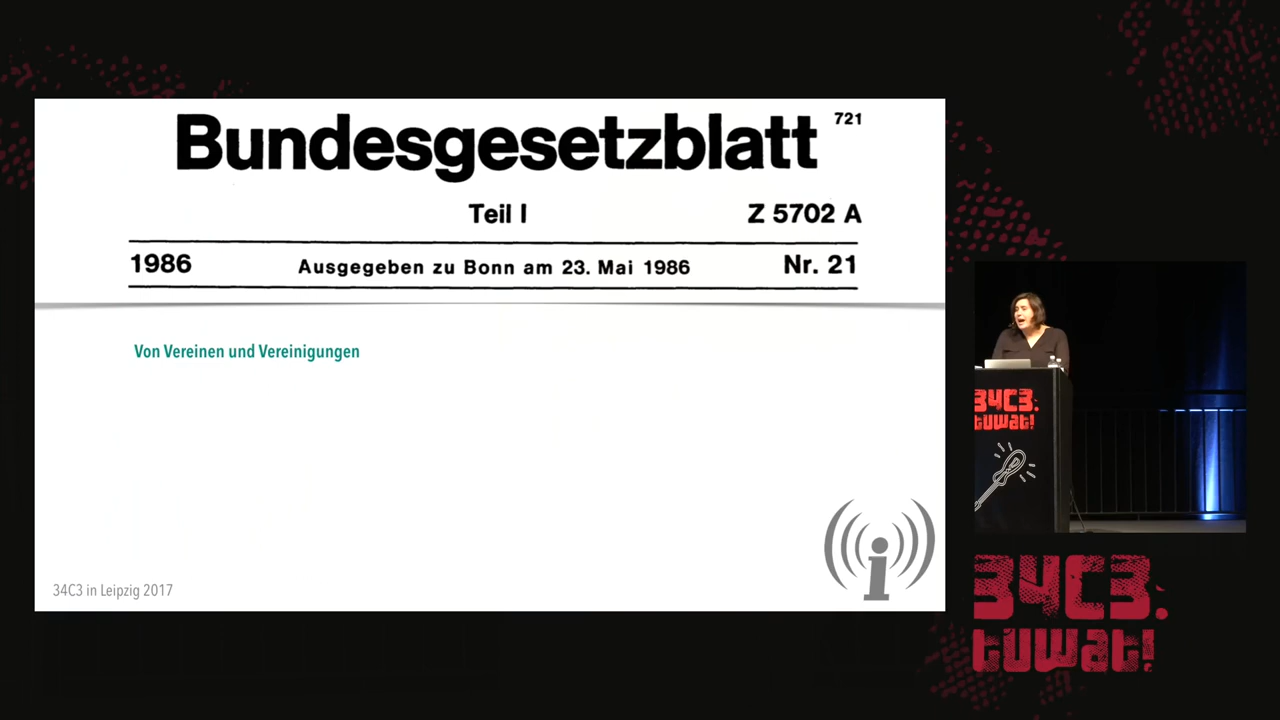 Bundesgesetzblatt
721
Teil I
Z 5702 A
1986
Ausgegeben zu Bonn am 23. Mai 1986
Nr. 21
Von Vereinen und Vereinigungen
34C3 in Leipzig 2017
34C3.
tuwat!
34C3.
tuwat!